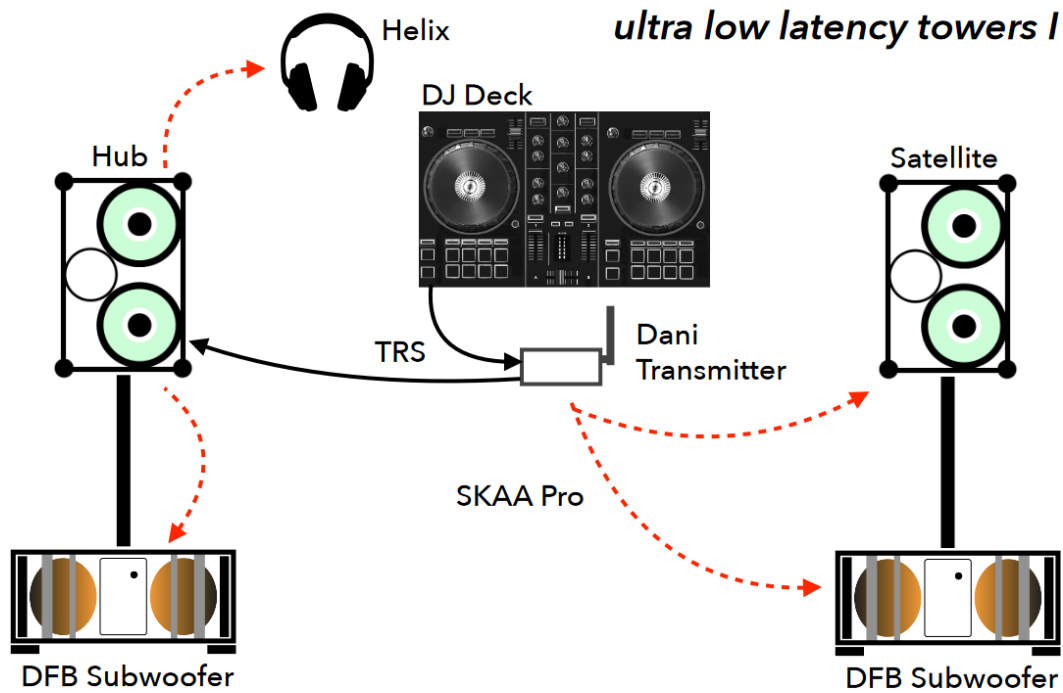 ultra low latency towers I
Helix
DJ Deck
Hub
Satellite
TRS
Dani
Transmitter
SKAA Pro
DFB Subwoofer
DFB Subwoofer